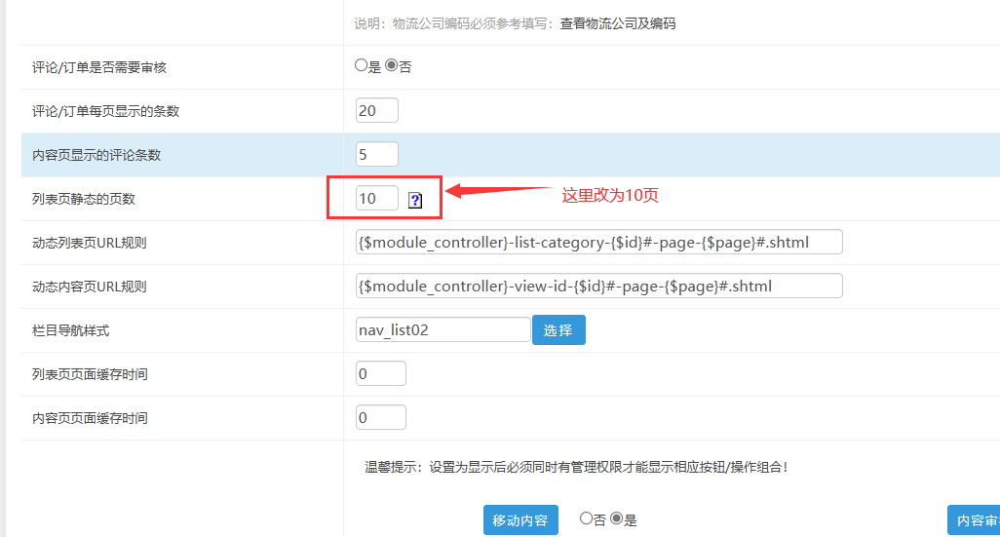 说明：物流公司编码必须参考填写：查看物流公司及编码
评论/订单是否需要审核 是 否
评论/订单每页显示的条数 20
内容页显示的评论条数 5
列表页静态的页数 10 ? 这里改为10页
动态列表页URL规则 {$module_controller}-list-category-{$id}#-page-{$page}#.shtml
动态内容页URL规则 {$module_controller}-view-id-{$id}#-page-{$page}#.shtml
栏目导航样式 nav_list02 选择
列表页页面缓存时间 0
内容页页面缓存时间 0
温馨提示：设置为显示后必须同时有管理权限才能显示相应按钮/操作组合！
移动内容 否 是 内容审